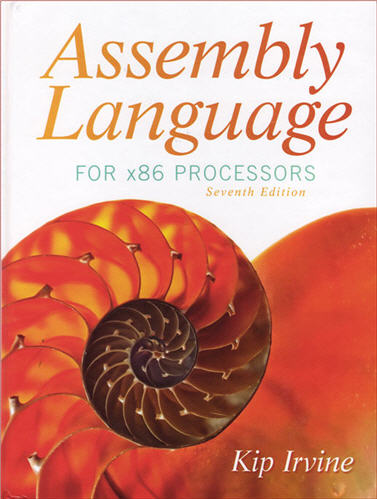 Assembly
Language
FOR x86 PROCESSORS
Seventh Edition
Kip Irvine